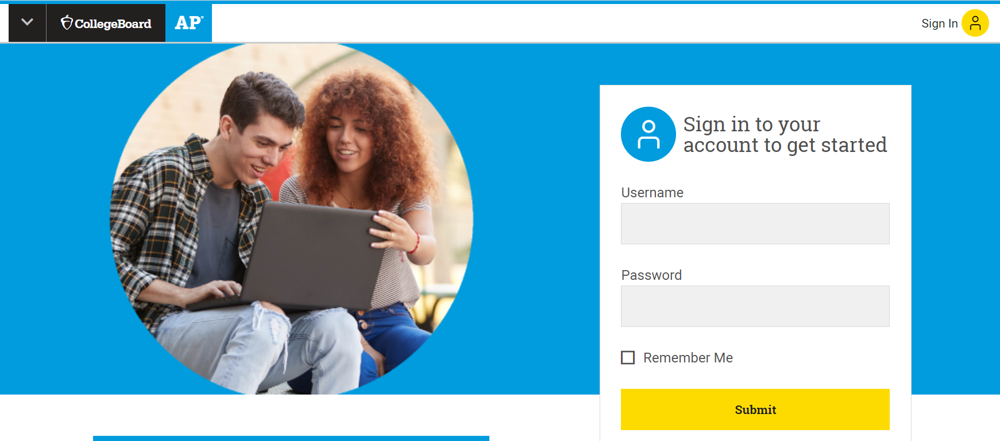 CollegeBoard
AP®
Sign In
Sign in to your
account to get started
Username
Password
Remember Me
Submit